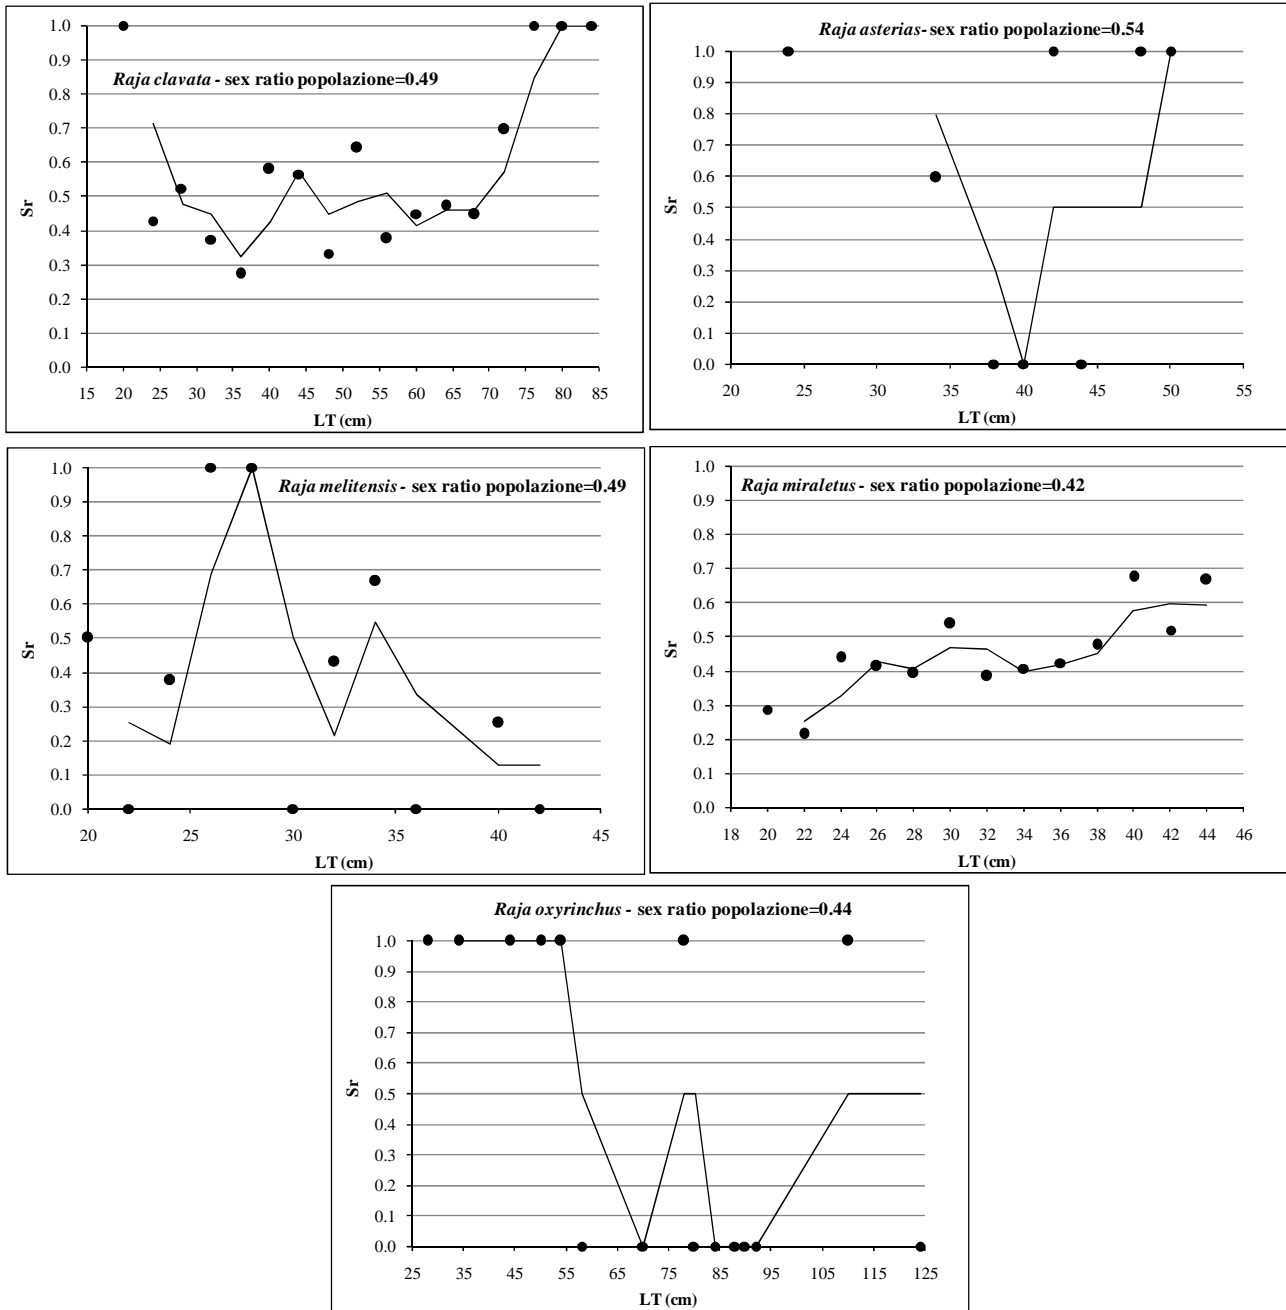 Raja clavata - sex ratio popolazione=0.49
1.0
0.9
0.8
0.7
0.6
0.5
0.4
0.3
0.2
0.1
0.0
Sr
15 20 25 30 35 40 45 50 55 60 65 70 75 80 85
LT (cm)
Raja asterias- sex ratio popolazione=0.54
1.0
0.9
0.8
0.7
0.6
0.5
0.4
0.3
0.2
0.1
0.0
Sr
20 25 30 35 40 45 50 55
LT (cm)
Raja melitensis - sex ratio popolazione=0.49
1.0
0.9
0.8
0.7
0.6
0.5
0.4
0.3
0.2
0.1
0.0
Sr
20 25 30 35 40 45
LT (cm)
Raja miraletus - sex ratio popolazione=0.42
1.0
0.9
0.8
0.7
0.6
0.5
0.4
0.3
0.2
0.1
0.0
Sr
18 20 22 24 26 28 30 32 34 36 38 40 42 44 46
LT (cm)
Raja oxyrinchus - sex ratio popolazione=0.44
1.0
0.9
0.8
0.7
0.6
0.5
0.4
0.3
0.2
0.1
0.0
Sr
25 35 45 55 65 75 85 95 105 115 125
LT (cm)